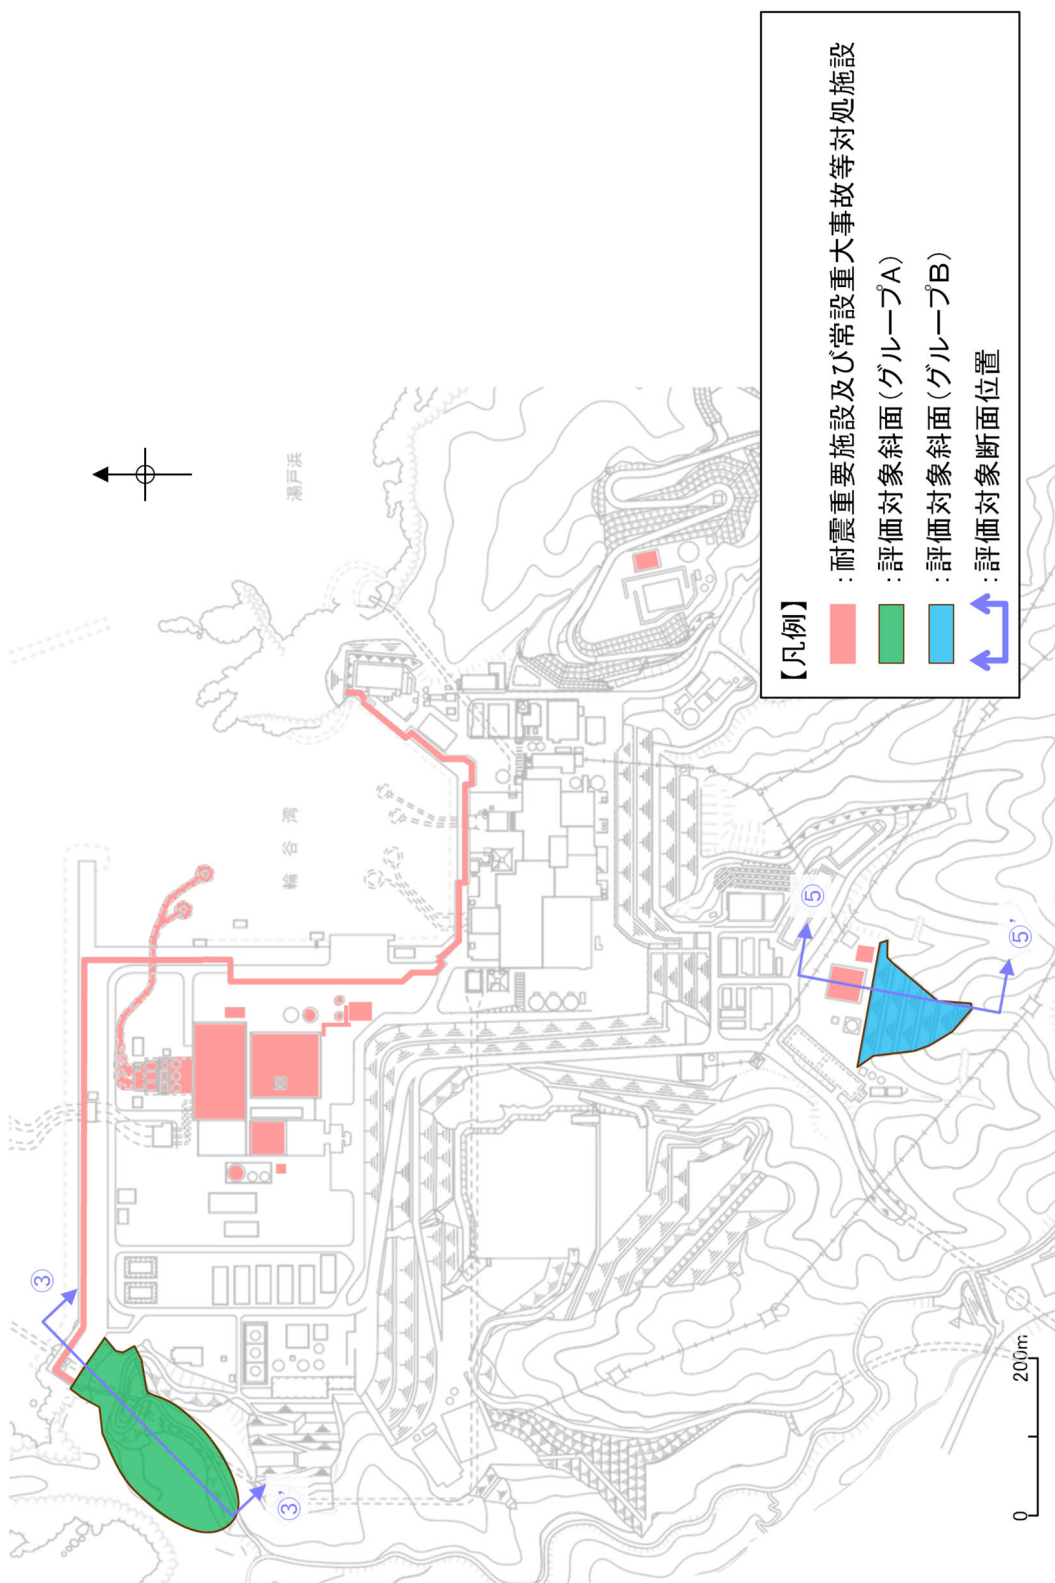 【凡例】
：耐震重要施設及び常設重大事故等対処施設
：評価対象斜面(グループA)
：評価対象斜面(グループB)
：評価対象断面位置
湯戸浜
輪谷湾
③
③’
⑤
⑤’
0
200m